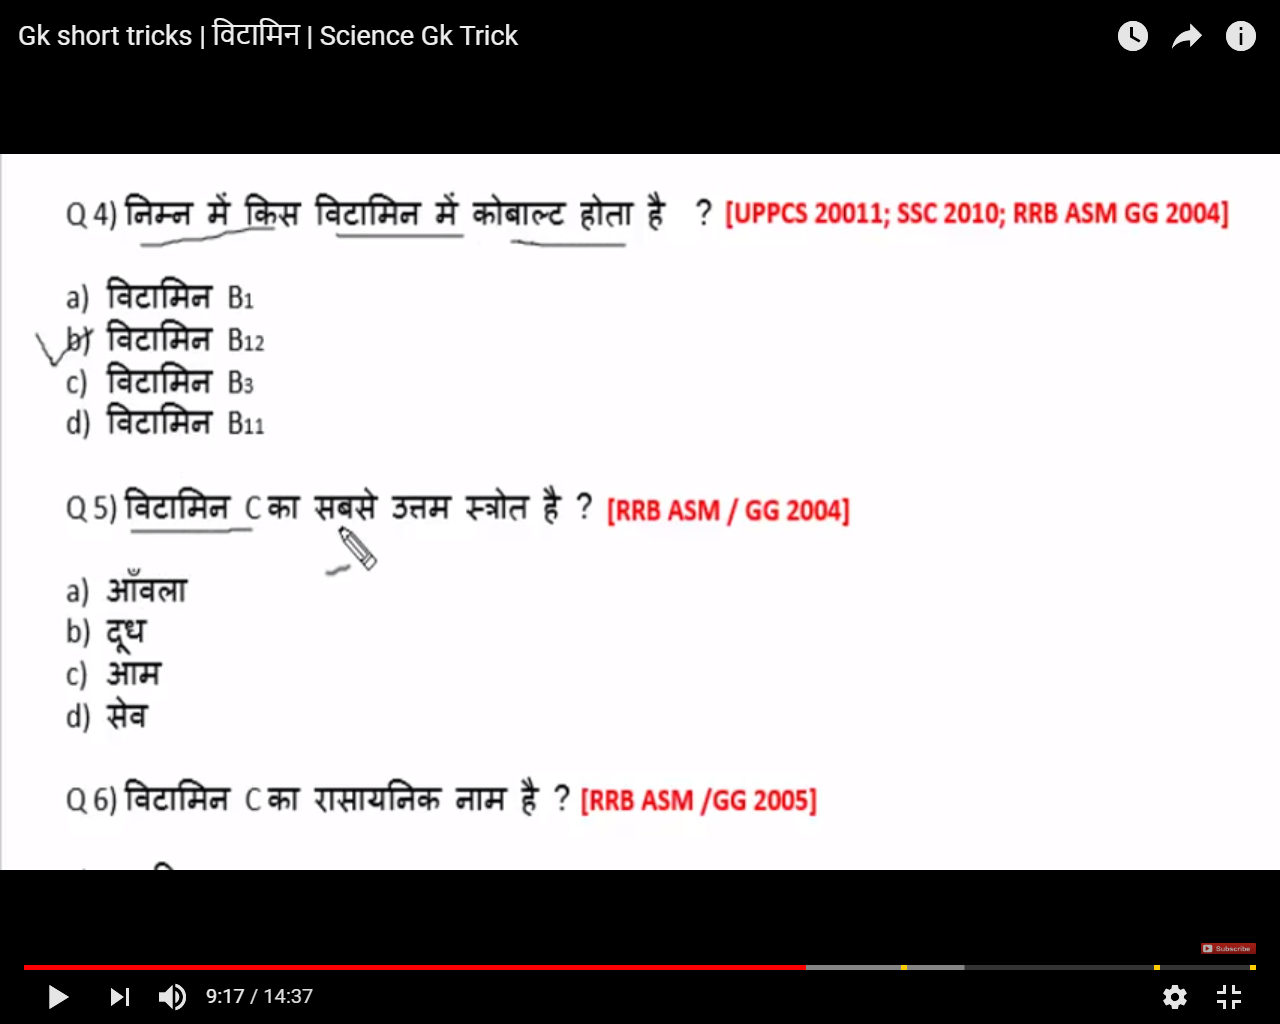 Gk short tricks | विटामिन | Science Gk Trick
Q 4) निम्न में किस विटामिन में कोबाल्ट होता है ? [UPPCS 20011; SSC 2010; RRB ASM GG 2004]
a) विटामिन B1
b) विटामिन B12
c) विटामिन B3
d) विटामिन B11
Q 5) विटामिन C का सबसे उत्तम स्त्रोत है ? [RRB ASM / GG 2004]
a) आँवला
b) दूध
c) आम
d) सेव
Q 6) विटामिन C का रासायनिक नाम है ? [RRB ASM /GG 2005]
Subscribe
9:17 / 14:37